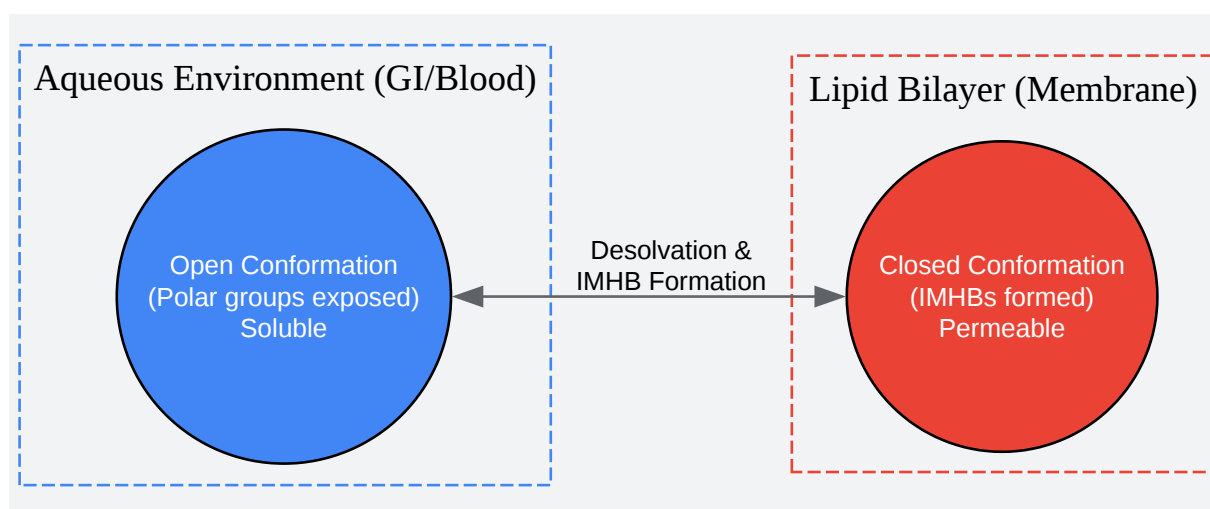 Aqueous Environment (GI/Blood)
Open Conformation
(Polar groups exposed)
Soluble
Desolvation &
IMHB Formation
Lipid Bilayer (Membrane)
Closed Conformation
(IMHBs formed)
Permeable